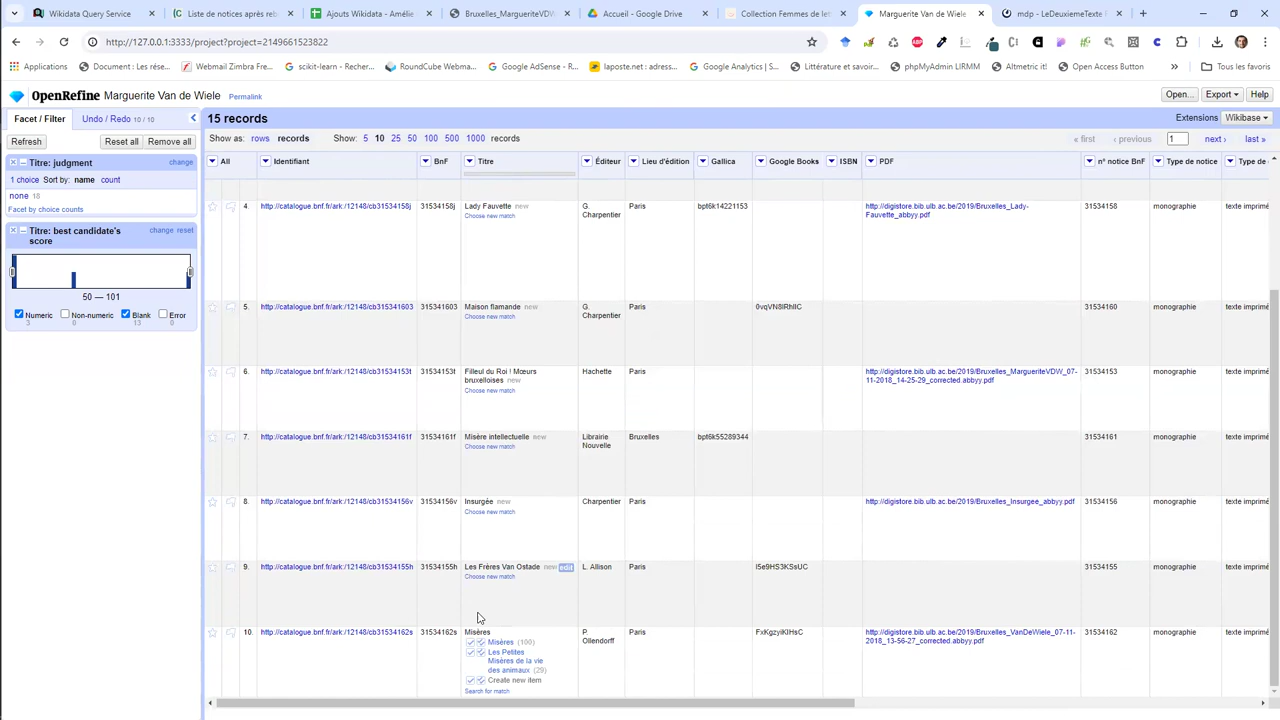 Wikidata Query Service
Liste de notices après reb
Ajouts Wikidata - Amélie
Bruxelles_MargueriteVDW
Accueil - Google Drive
Collection Femmes de let
Marguerite Van de Wiele
mdp - LeDeuxiemeTexte
http://127.0.0.1:3333/project?project=2149661523822
Applications
Document : Les rése...
Webmail Zimbra Fre...
scikit-learn - Recher...
RoundCube Webma...
Google AdSense - R...
laposte.net : adress...
Google Analytics | S...
Littérature savoisien...
phpMyAdmin LIRMM
Altmetric it!
Open Access Button
Tous les favoris
OpenRefine Marguerite Van de Wiele Permalink
Open... Export Help
Facet / Filter Undo / Redo 10 / 10
15 records
Extensions Wikibase
Refresh Reset all Remove all
Show as: rows records Show: 5 10 25 50 100 500 1000 records
« first ‹ previous 1 next › last »
Titre: judgment change
1 choice Sort by: name count
none 18
Facet by choice counts
Titre: best candidate's score change reset
50 — 101
Numeric 3 Non-numeric 0 Blank 13 Error 0
All Identifiant BnF Titre Éditeur Lieu d'édition Gallica Google Books ISBN PDF n° notice BnF Type de notice Type de
4. http://catalogue.bnf.fr/ark:/12148/cb31534158j 31534158j Lady Fauvette new G. Charpentier Paris bpt6k14221153 http://digistore.bib.ulb.ac.be/2019/Bruxelles_Lady-Fauvette_abbyy.pdf 31534158 monographie texte imprimé
Choose new match
5. http://catalogue.bnf.fr/ark:/12148/cb315341603 315341603 Maison flamande new G. Charpentier Paris 31534160 monographie texte imprimé
Choose new match
6. http://catalogue.bnf.fr/ark:/12148/cb31534153t 31534153t Filleul du Roi ! Mœurs bruxelloises new Hachette Paris http://digistore.bib.ulb.ac.be/2019/Bruxelles_MargueriteVDW_07-11-2018_14-25-29_corrected.abbyy.pdf 31534153 monographie texte imprimé
Choose new match
7. http://catalogue.bnf.fr/ark:/12148/cb31534161f 31534161f Misère intellectuelle new Librairie Nouvelle Bruxelles bpt6k55289344 31534161 monographie texte imprimé
Choose new match
8. http://catalogue.bnf.fr/ark:/12148/cb31534156v 31534156v Insurgée new Charpentier Paris http://digistore.bib.ulb.ac.be/2019/Bruxelles_Insurgee_abbyy.pdf 31534156 monographie texte imprimé
Choose new match
9. http://catalogue.bnf.fr/ark:/12148/cb31534155h 31534155h Les Frères Van Ostade new edit L. Allison Paris 31534155 monographie texte imprimé
Choose new match
10. http://catalogue.bnf.fr/ark:/12148/cb31534162s 31534162s Misères P. Ollendorff Paris http://digistore.bib.ulb.ac.be/2019/Bruxelles_VanDeWiele_07-11-2018_13-56-27_corrected.abbyy.pdf 31534162 monographie texte imprimé
Misères (100)
Les Petites
Misères de la vie
des animaux (29)
Create new item
Search for match